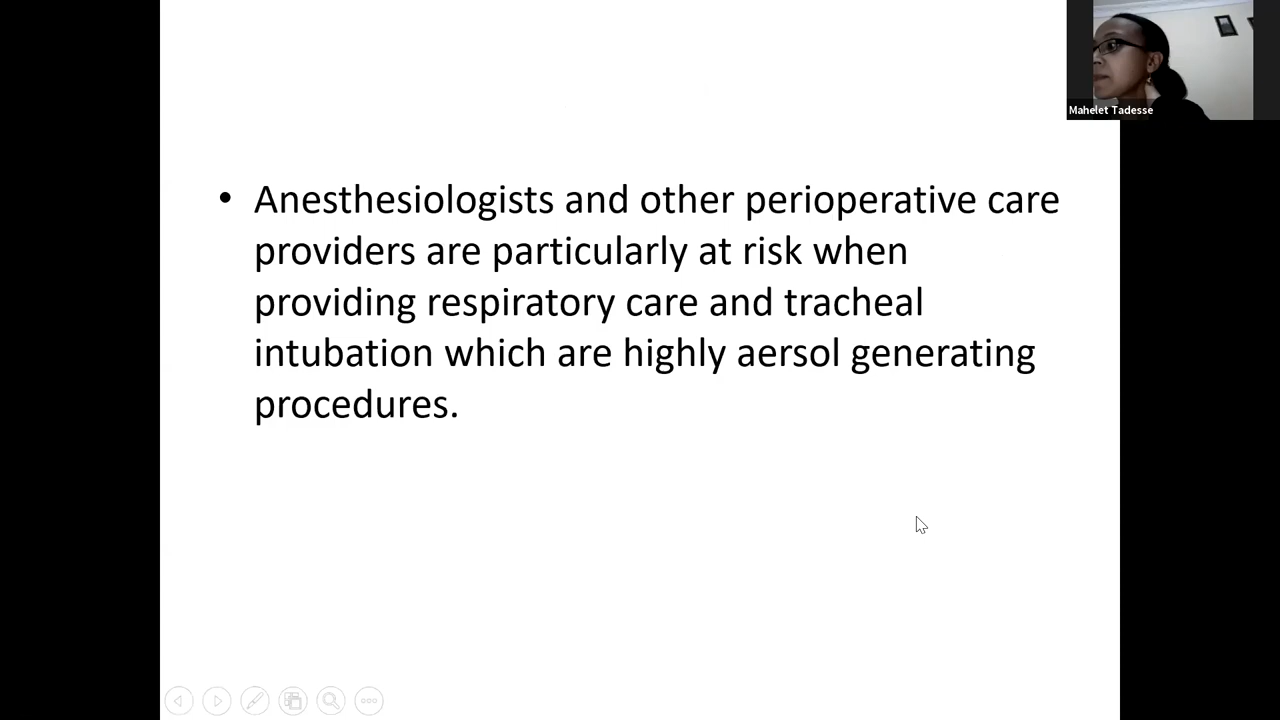 Mahelet Tadesse
• Anesthesiologists and other perioperative care
providers are particularly at risk when
providing respiratory care and tracheal
intubation which are highly aersol generating
procedures.